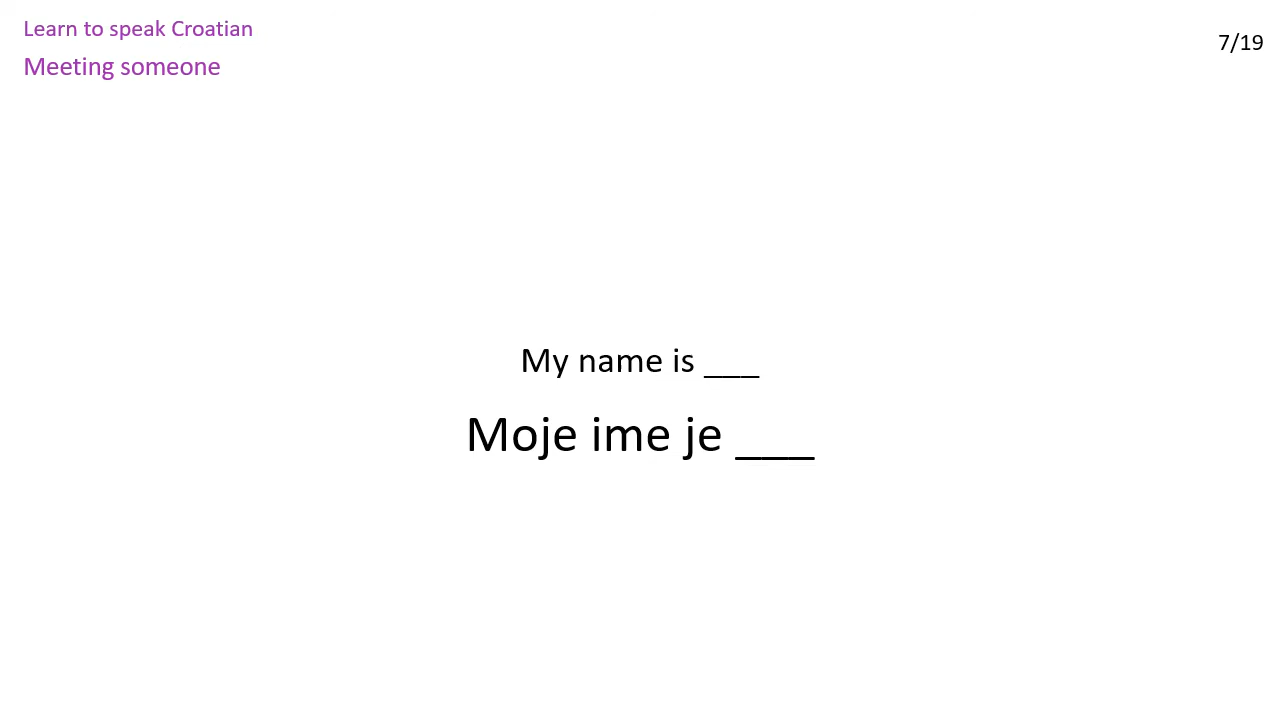 Learn to speak Croatian
Meeting someone
7/19
My name is ___
Moje ime je ___